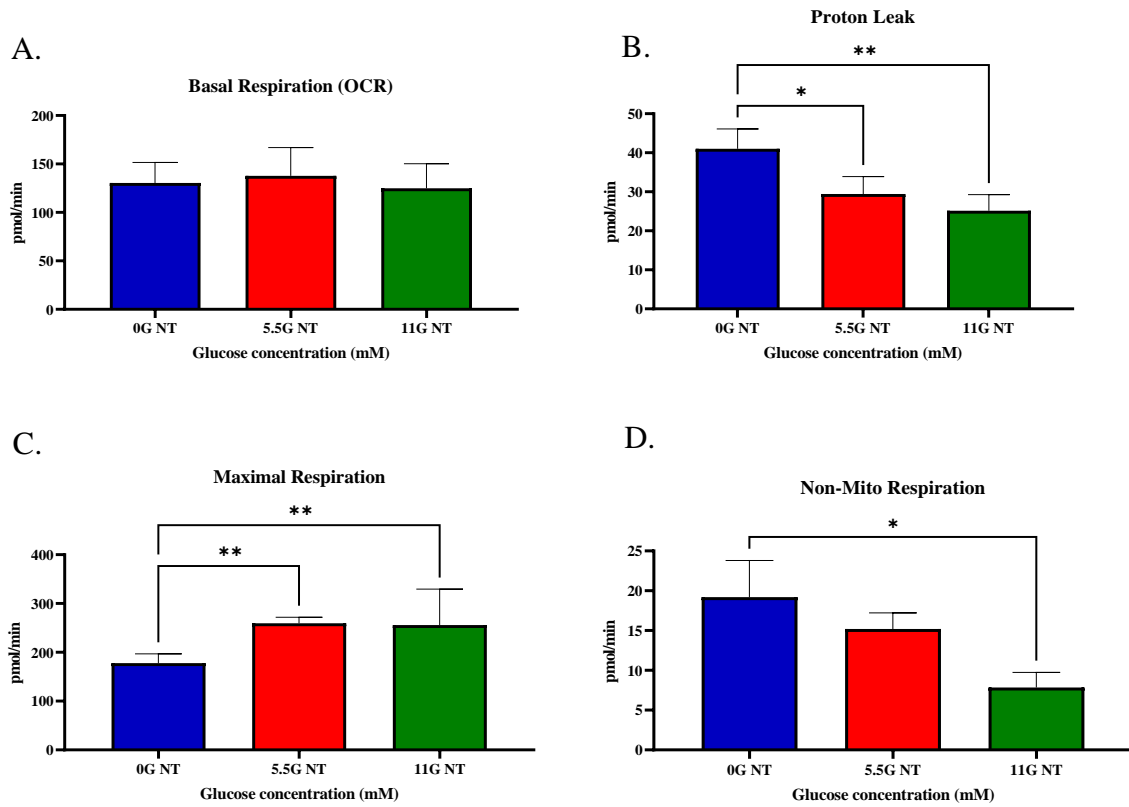 A.
Basal Respiration (OCR)
200
150
100
50
0
pmol/min
0G NT
5.5G NT
11G NT
Glucose concentration (mM)
B.
Proton Leak
**
*
50
40
30
20
10
0
pmol/min
0G NT
5.5G NT
11G NT
Glucose concentration (mM)
C.
Maximal Respiration
**
**
400
300
200
100
0
pmol/min
0G NT
5.5G NT
11G NT
Glucose concentration (mM)
D.
Non-Mito Respiration
*
25
20
15
10
5
0
pmol/min
0G NT
5.5G NT
11G NT
Glucose concentration (mM)